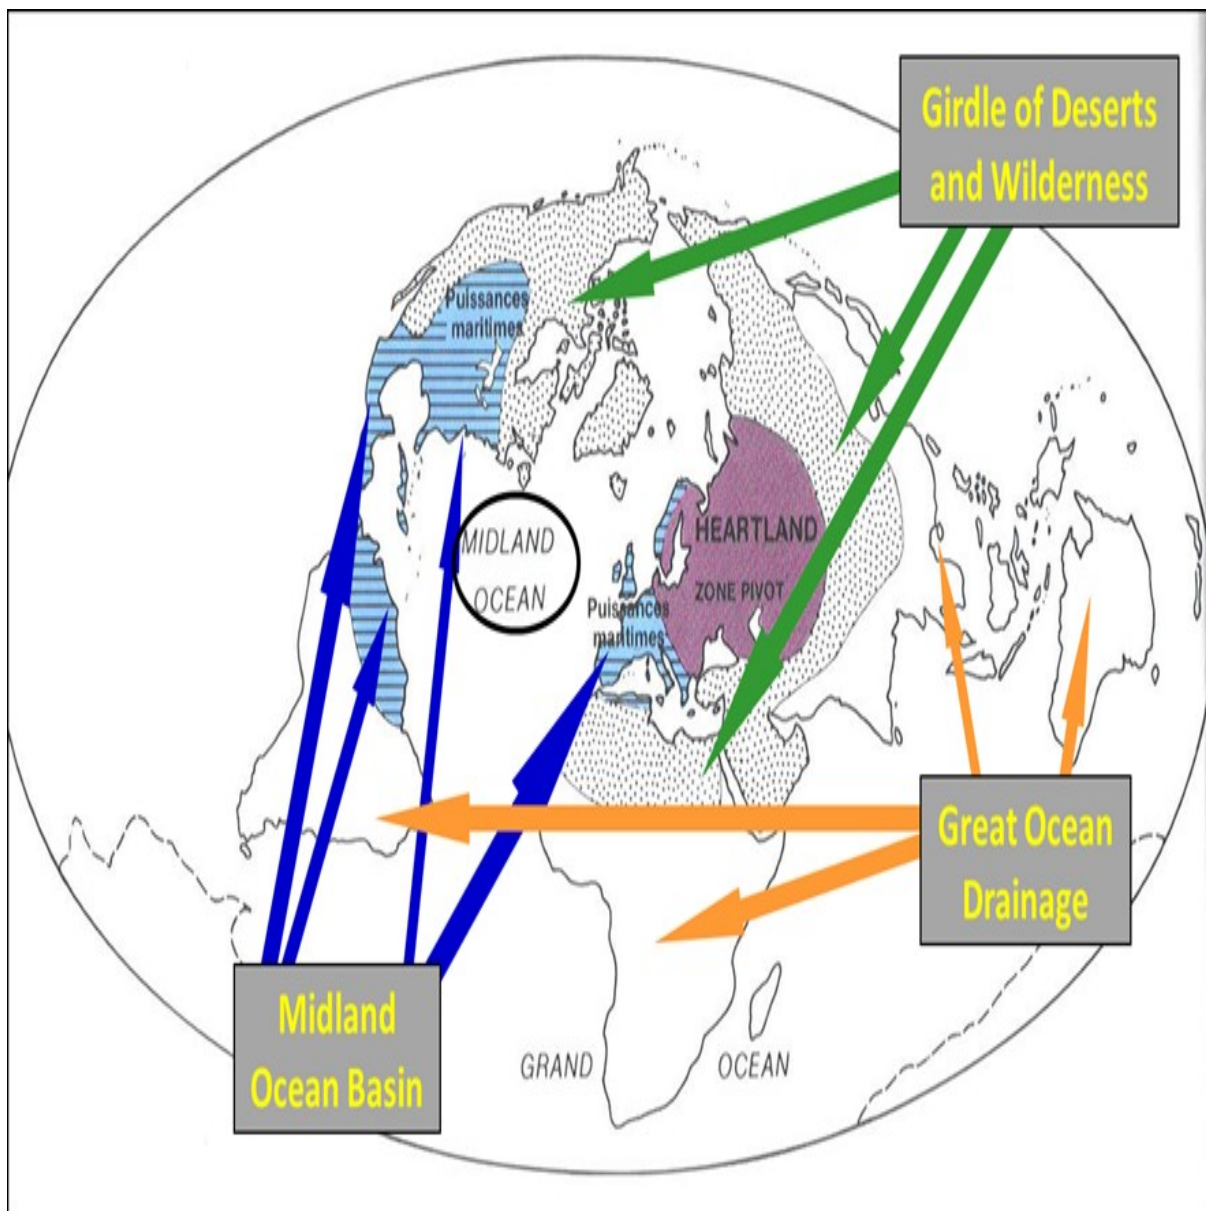 Girdle of Deserts
and Wilderness
Puissances
maritimes
MIDLAND
OCEAN
HEARTLAND
ZONE PIVOT
Puissances
maritimes
Great Ocean
Drainage
Midland
Ocean Basin
GRAND
OCEAN